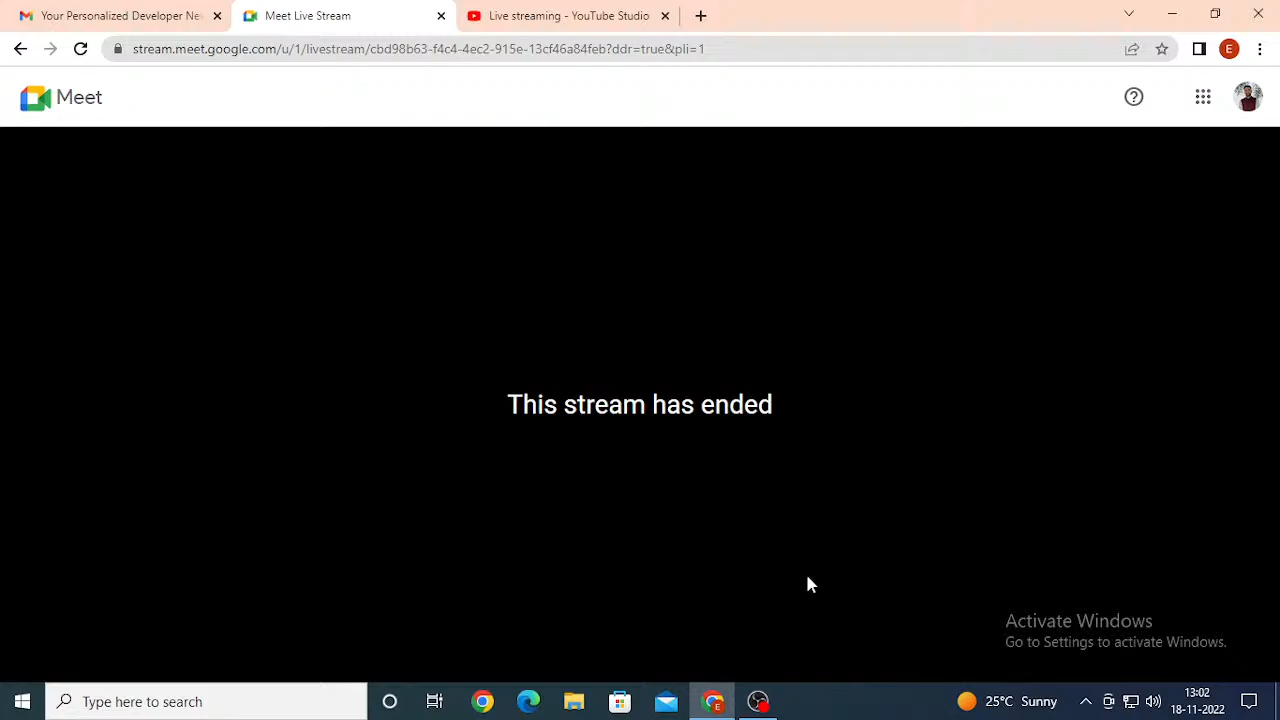 Your Personalized Developer Ne
Meet Live Stream
Live streaming - YouTube Studio
stream.meet.google.com/u/1/livestream/cbd98b63-f4c4-4ec2-915e-13cf46a84feb?ddr=true&pli=1
E
Meet
This stream has ended
Activate Windows
Go to Settings to activate Windows.
Type here to search
E
25°C Sunny
13:02
18-11-2022